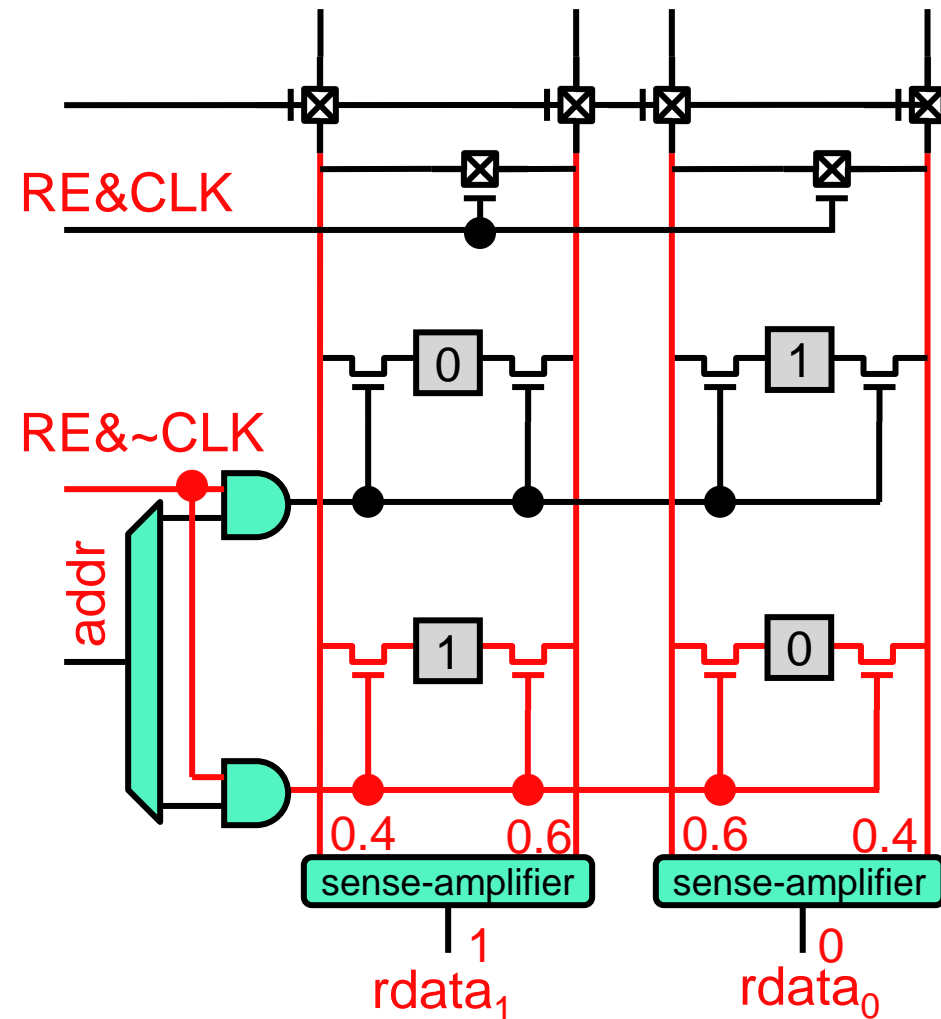 RE&CLK
0 1
RE&~CLK
addr
1 0
0.4 0.6 0.6 0.4
sense-amplifier sense-amplifier
1 0
rdata₁ rdata₀